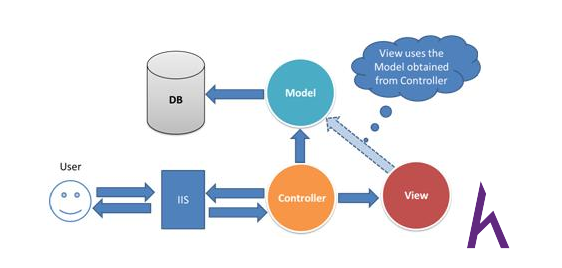 View uses the
Model obtained
from Controller
DB
Model
User
IIS
Controller
View